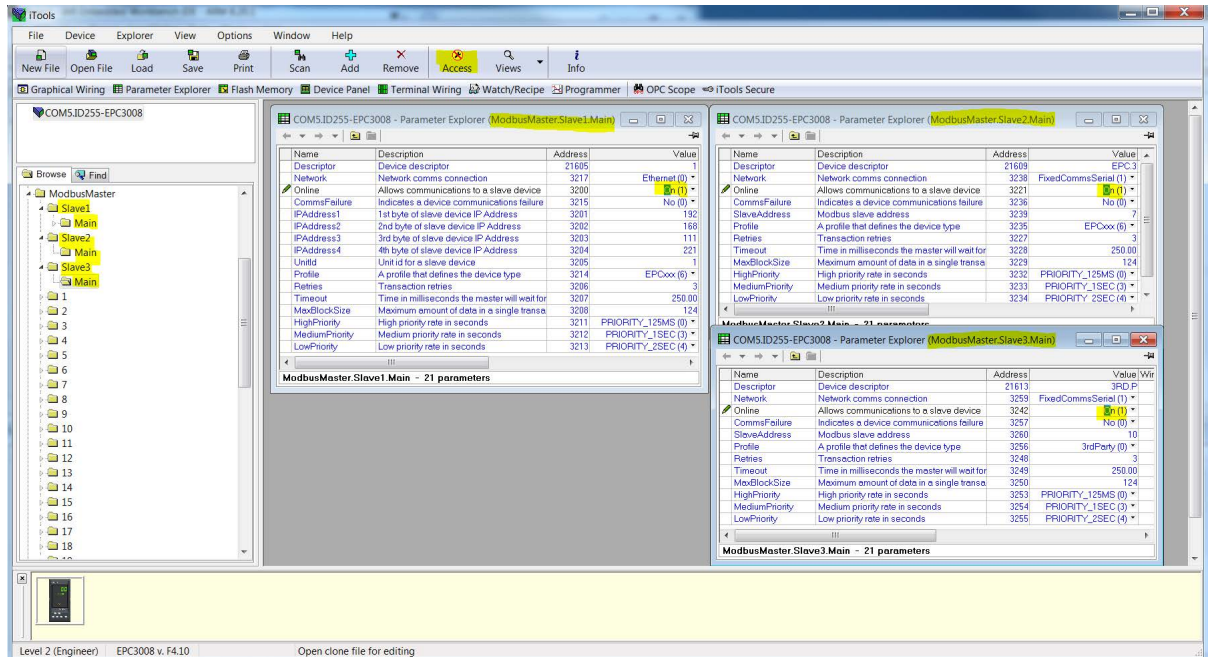 iTools
File Device Explorer View Options Window Help
New File Open File Load Save Print Scan Add Remove Access Views Info
Graphical Wiring Parameter Explorer Flash Memory Device Panel Terminal Wiring Watch/Recipe Programmer OPC Scope iTools Secure
COM5.ID255-EPC3008
Browse Find
ModbusMaster
Slave1
Main
Slave2
Main
Slave3
Main
1
2
3
4
5
6
7
8
9
10
11
12
13
14
15
16
17
18
COM5.ID255-EPC3008 - Parameter Explorer (ModbusMaster.Slave1.Main)
Name Description Address Value
Descriptor Device descriptor 21605 1
Network Network comms connection 3217 Ethernet (0)
Online Allows communications to a slave device 3200 On (1)
CommsFailure Indicates a device communications failure 3215 No (0)
IPAddress1 1st byte of slave device IP Address 3201 192
IPAddress2 2nd byte of slave device IP Address 3202 168
IPAddress3 3rd byte of slave device IP Address 3203 111
IPAddress4 4th byte of slave device IP Address 3204 221
UnitId Unit id for a slave device 3205 1
Profile A profile that defines the device type 3214 EPCxxx (6)
Retries Transaction retries 3206 3
Timeout Time in milliseconds the master will wait for 3207 250.00
MaxBlockSize Maximum amount of data in a single transa 3208 124
HighPriority High priority rate in seconds 3211 PRIORITY_125MS (0)
MediumPriority Medium priority rate in seconds 3212 PRIORITY_1SEC (3)
LowPriority Low priority rate in seconds 3213 PRIORITY_2SEC (4)
ModbusMaster.Slave1.Main - 21 parameters
COM5.ID255-EPC3008 - Parameter Explorer (ModbusMaster.Slave2.Main)
Name Description Address Value
Descriptor Device descriptor 21609 EPC.3
Network Network comms connection 3238 FixedCommsSerial (1)
Online Allows communications to a slave device 3221 On (1)
CommsFailure Indicates a device communications failure 3236 No (0)
SlaveAddress Modbus slave address 3239 7
Profile A profile that defines the device type 3235 EPCxxx (6)
Retries Transaction retries 3227 3
Timeout Time in milliseconds the master will wait for 3228 250.00
MaxBlockSize Maximum amount of data in a single transa 3229 124
HighPriority High priority rate in seconds 3232 PRIORITY_125MS (0)
MediumPriority Medium priority rate in seconds 3233 PRIORITY_1SEC (3)
LowPriority Low priority rate in seconds 3234 PRIORITY_2SEC (4)
ModbusMaster.Slave2.Main - 21 parameters
COM5.ID255-EPC3008 - Parameter Explorer (ModbusMaster.Slave3.Main)
Name Description Address Value Wir
Descriptor Device descriptor 21613 3RD.P
Network Network comms connection 3259 FixedCommsSerial (1)
Online Allows communications to a slave device 3242 On (1)
CommsFailure Indicates a device communications failure 3257 No (0)
SlaveAddress Modbus slave address 3260 10
Profile A profile that defines the device type 3256 3rdParty (0)
Retries Transaction retries 3248 3
Timeout Time in milliseconds the master will wait for 3249 250.00
MaxBlockSize Maximum amount of data in a single transa 3250 124
HighPriority High priority rate in seconds 3253 PRIORITY_125MS (0)
MediumPriority Medium priority rate in seconds 3254 PRIORITY_1SEC (3)
LowPriority Low priority rate in seconds 3255 PRIORITY_2SEC (4)
ModbusMaster.Slave3.Main - 21 parameters
Level 2 (Engineer) EPC3008 v. F4.10 Open clone file for editing